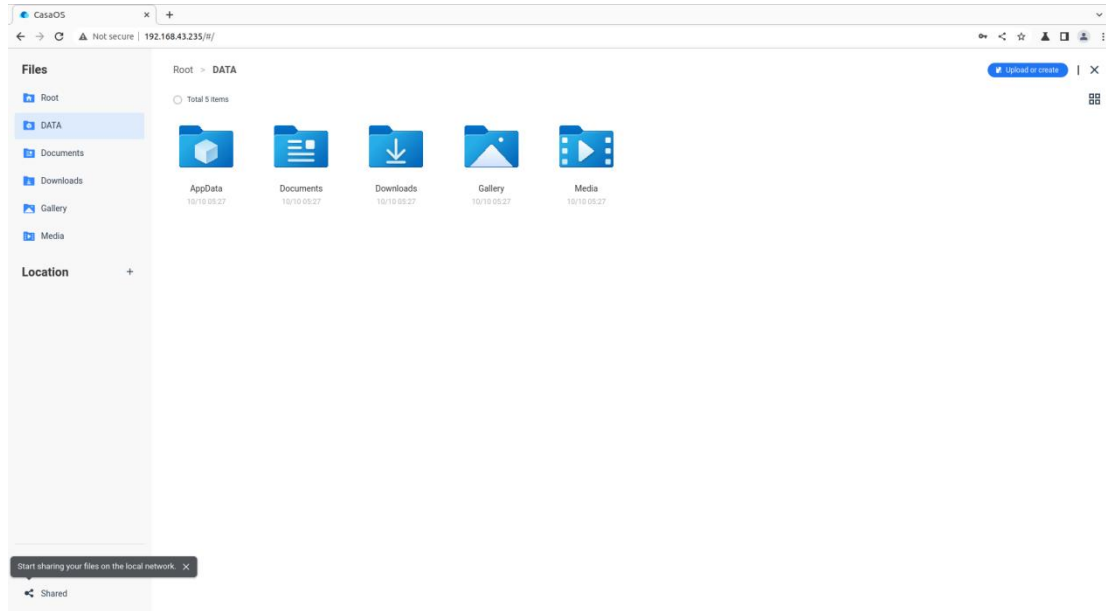 CasaOS
Not secure | 192.168.43.235/#/
Files
Root > DATA
Upload or create
Root
Total 5 items
DATA
Documents
Downloads
Gallery
Media
AppData Documents Downloads Gallery Media
10/10 05:27 10/10 05:27 10/10 05:27 10/10 05:27 10/10 05:27
Location +
Start sharing your files on the local network.
Shared